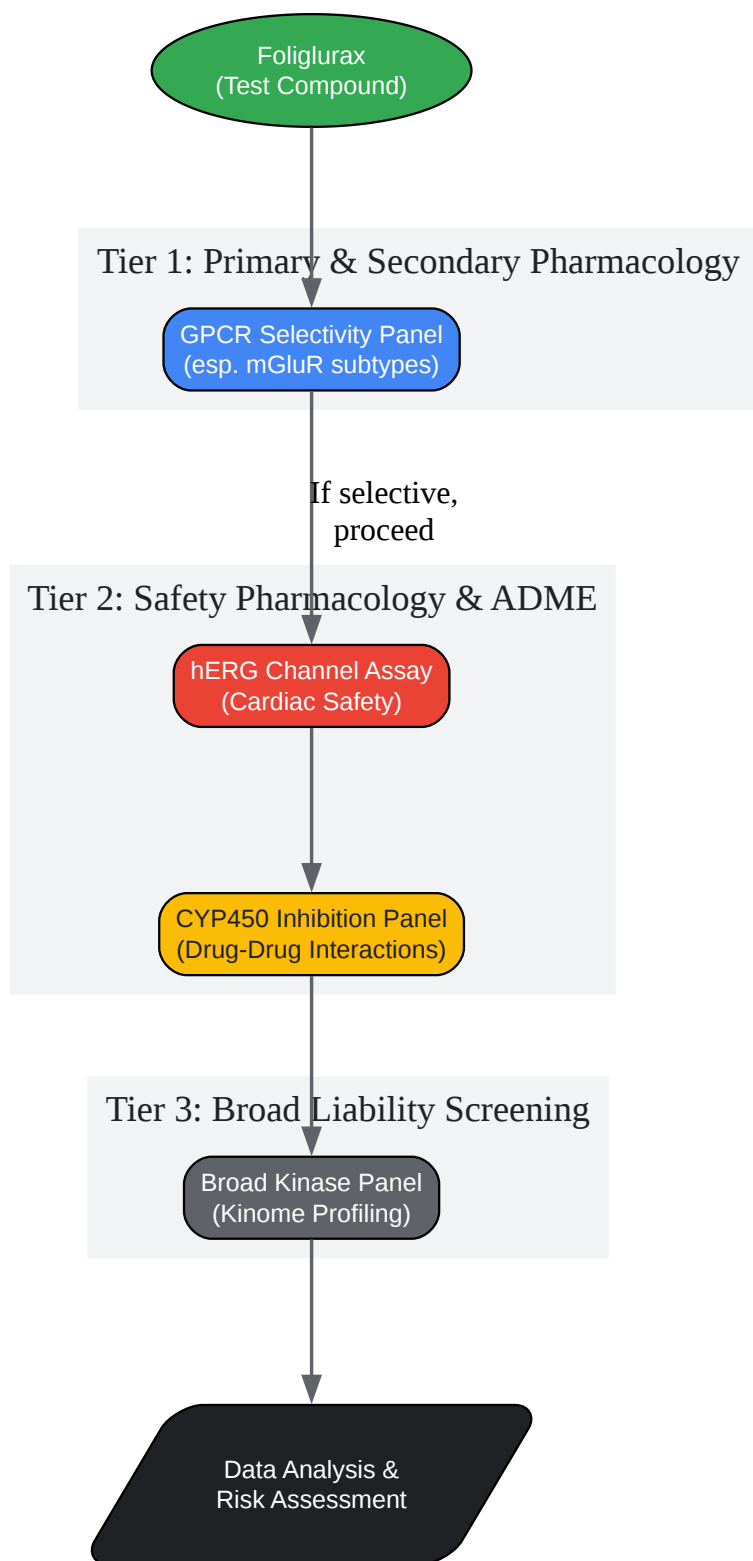 Foliglurax
(Test Compound)
Tier 1: Primary & Secondary Pharmacology
GPCR Selectivity Panel
(esp. mGluR subtypes)
If selective,
proceed
Tier 2: Safety Pharmacology & ADME
hERG Channel Assay
(Cardiac Safety)
CYP450 Inhibition Panel
(Drug-Drug Interactions)
Tier 3: Broad Liability Screening
Broad Kinase Panel
(Kinome Profiling)
Data Analysis &
Risk Assessment